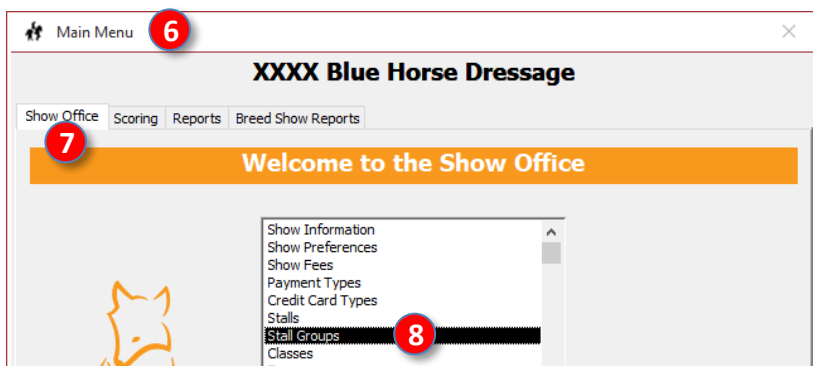 Main Menu 6
XXXX Blue Horse Dressage
Show Office Scoring Reports Breed Show Reports
7
Welcome to the Show Office
Show Information
Show Preferences
Show Fees
Payment Types
Credit Card Types
Stalls
Stall Groups 8
Classes